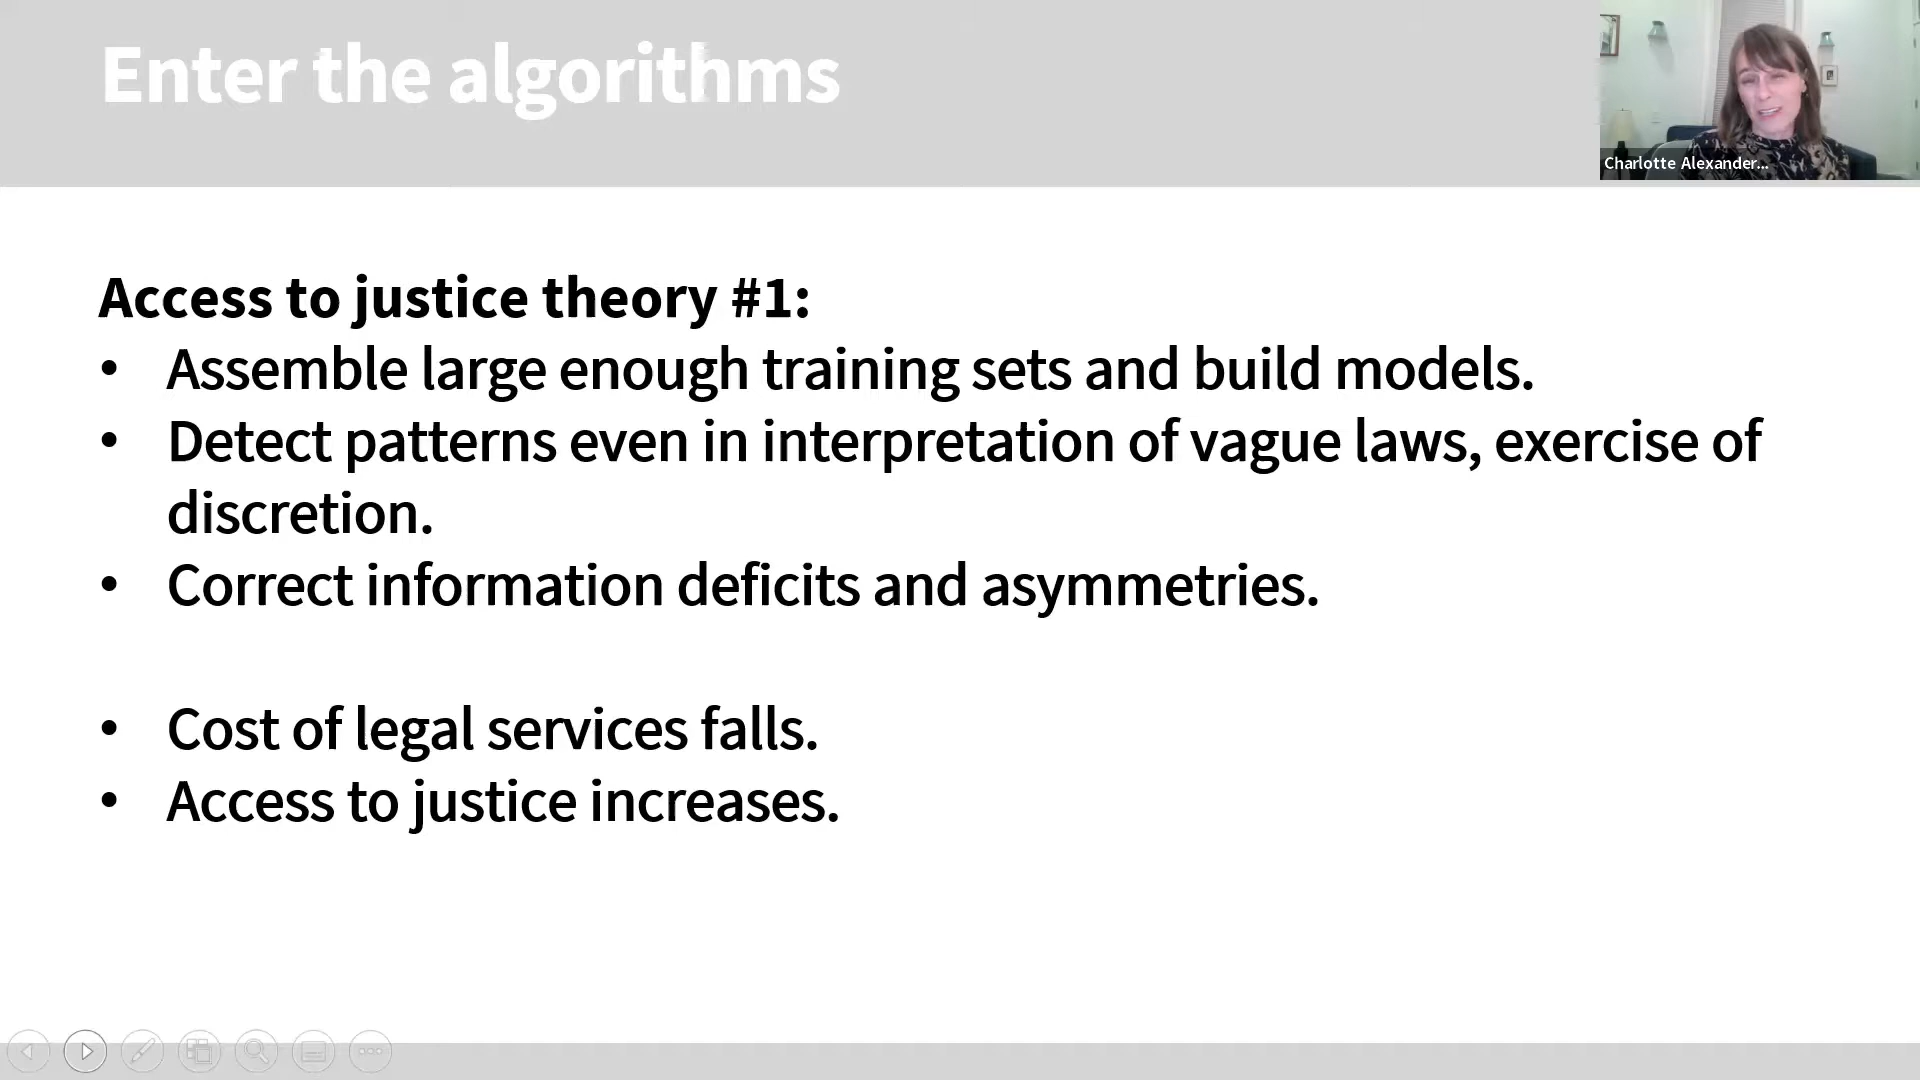 Enter the algorithms
Charlotte Alexander...
Access to justice theory #1:
• Assemble large enough training sets and build models.
• Detect patterns even in interpretation of vague laws, exercise of
discretion.
• Correct information deficits and asymmetries.
• Cost of legal services falls.
• Access to justice increases.